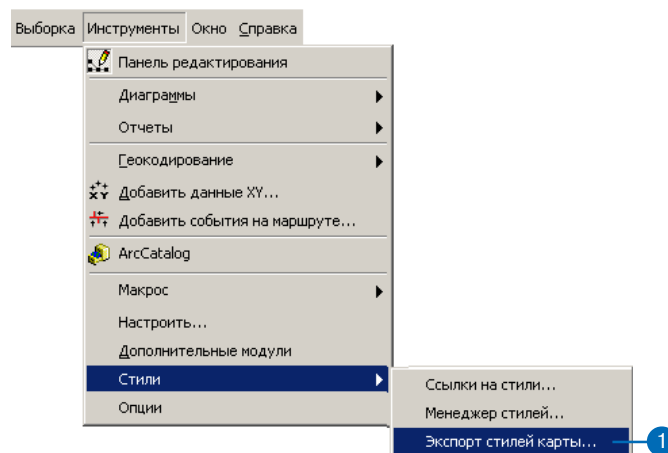 Выборка Инструменты Окно Справка
Панель редактирования
Диаграммы
Отчеты
Геокодирование
Добавить данные XY...
Добавить события на маршруте...
ArcCatalog
Макрос
Настроить...
Дополнительные модули
Стили
Ссылки на стили...
Опции
Менеджер стилей...
Экспорт стилей карты... 1